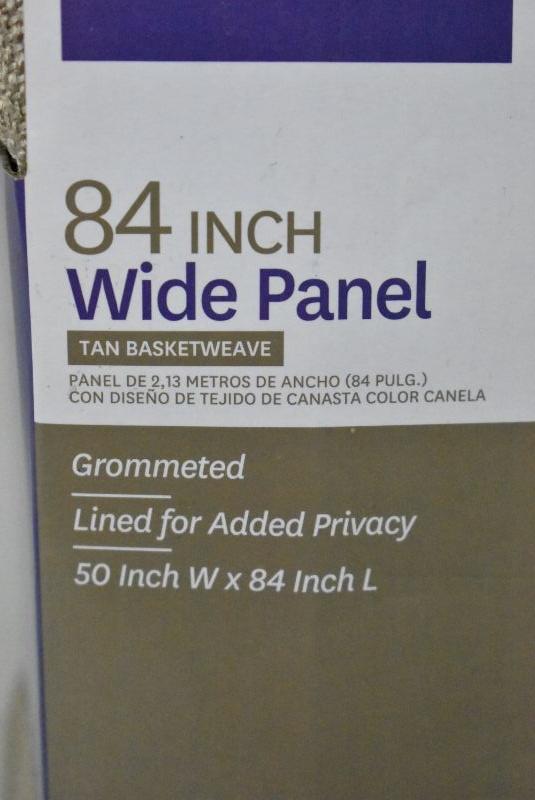 84 INCH
Wide Panel
TAN BASKETWEAVE
PANEL DE 2,13 METROS DE ANCHO (84 PULG.)
CON DISEÑO DE TEJIDO DE CANASTA COLOR CANELA
Grommeted
Lined for Added Privacy
50 Inch W x 84 Inch L